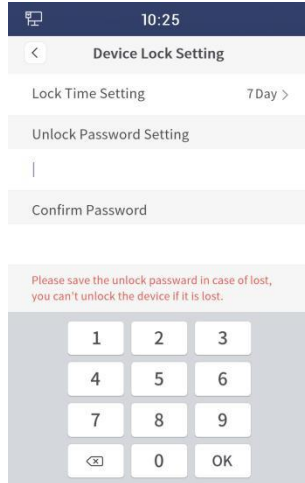 10:25
Device Lock Setting
Lock Time Setting 7 Day >
Unlock Password Setting
Confirm Password
Please save the unlock passward in case of lost,
you can't unlock the device if it is lost.
1 2 3
4 5 6
7 8 9
0 OK